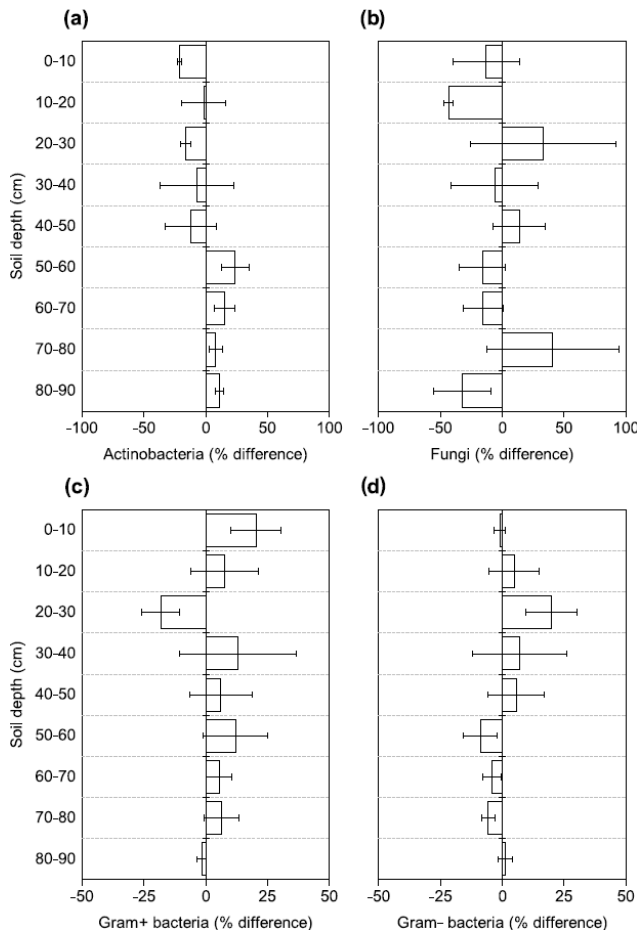 (a)
(b)
Soil depth (cm)
0–10
10–20
20–30
30–40
40–50
50–60
60–70
70–80
80–90
−100 −50 0 50 100
−100 −50 0 50 100
Actinobacteria (% difference)
Fungi (% difference)
(c)
(d)
Soil depth (cm)
0–10
10–20
20–30
30–40
40–50
50–60
60–70
70–80
80–90
−50 −25 0 25 50
−50 −25 0 25 50
Gram+ bacteria (% difference)
Gram− bacteria (% difference)